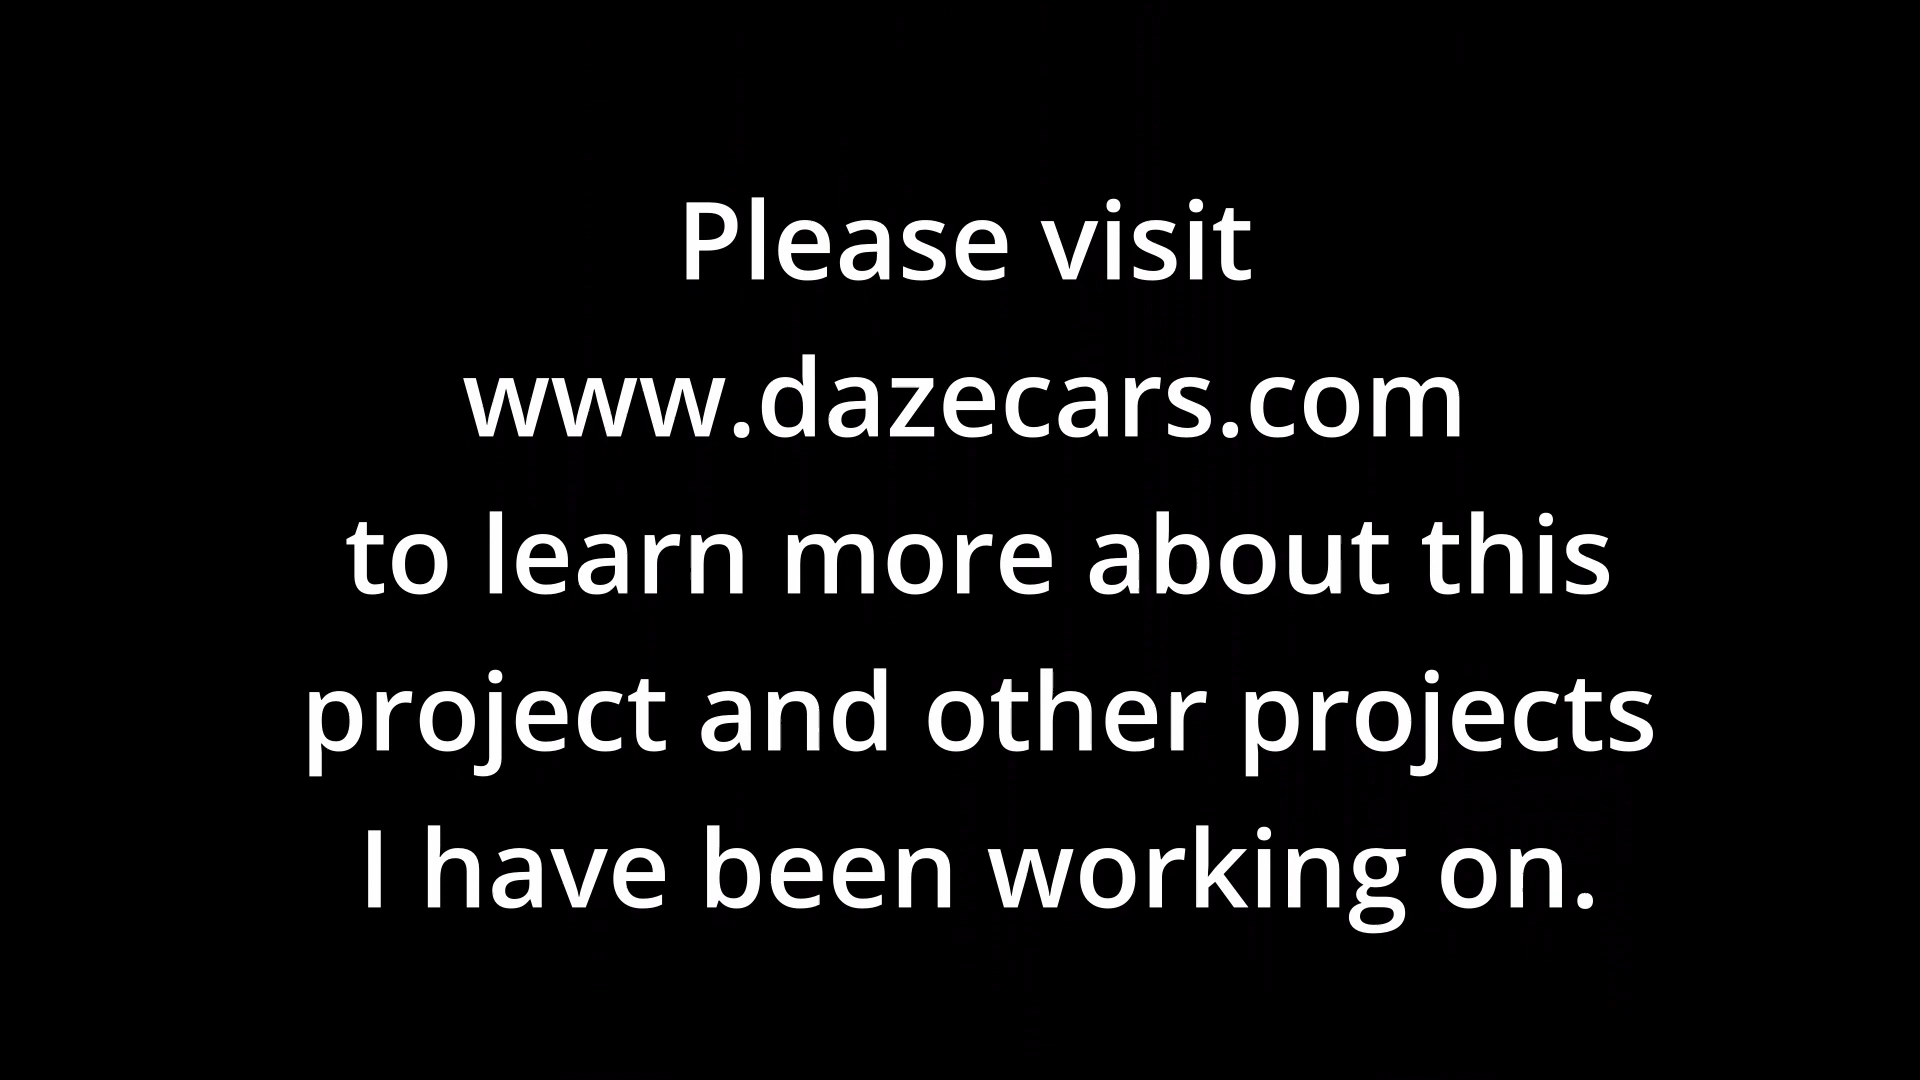 Please visit
www.dazecars.com
to learn more about this
project and other projects
I have been working on.